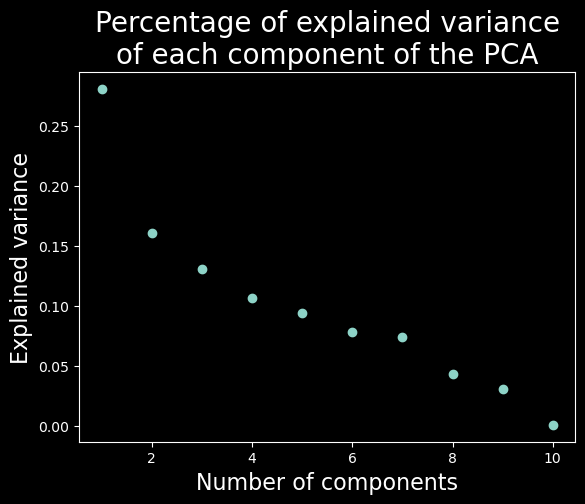 Percentage of explained variance
of each component of the PCA
0.25
0.20
0.15
0.10
0.05
0.00
Explained variance
2 4 6 8 10
Number of components